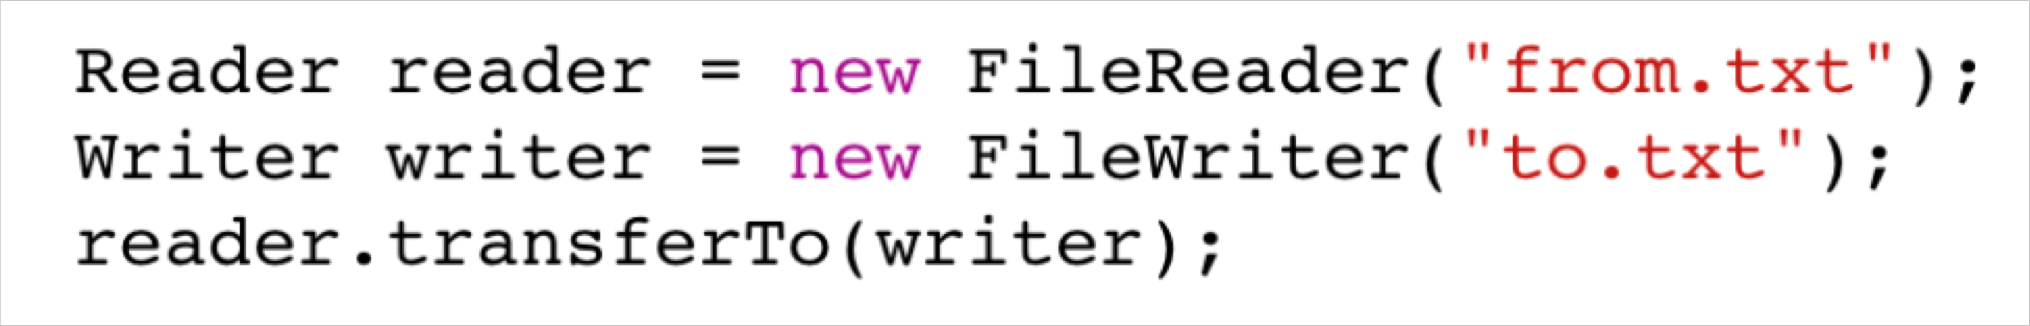 Reader reader = new FileReader("from.txt");
Writer writer = new FileWriter("to.txt");
reader.transferTo(writer);